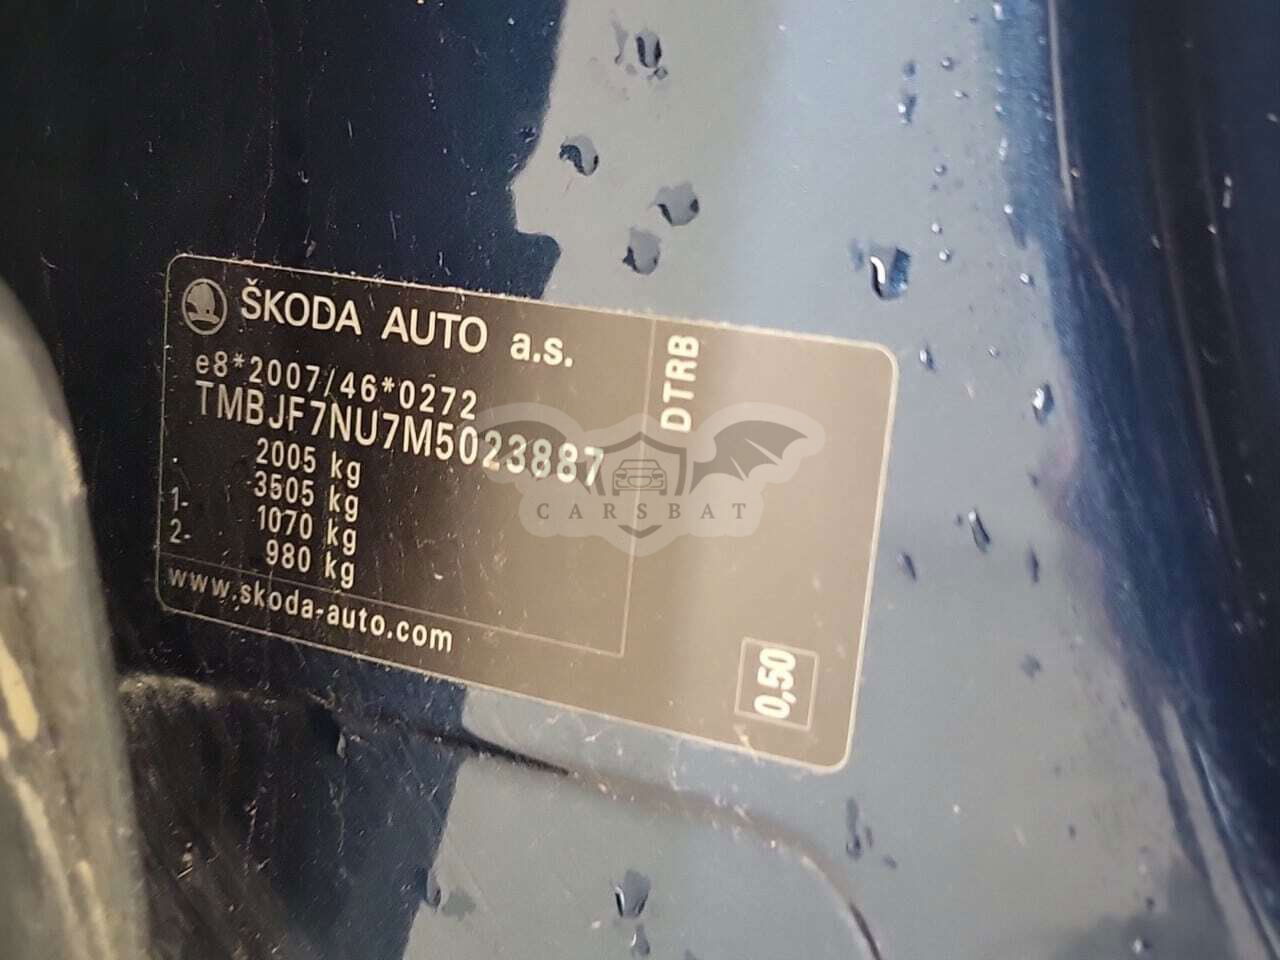 ŠKODA AUTO a.s.
e8*2007/46*0272
TMBJF7NU7M5023887
- 2005 kg
3505 kg
1- 1070 kg
2- 980 kg
www.skoda-auto.com
DTRB
0,50
CARSBAT